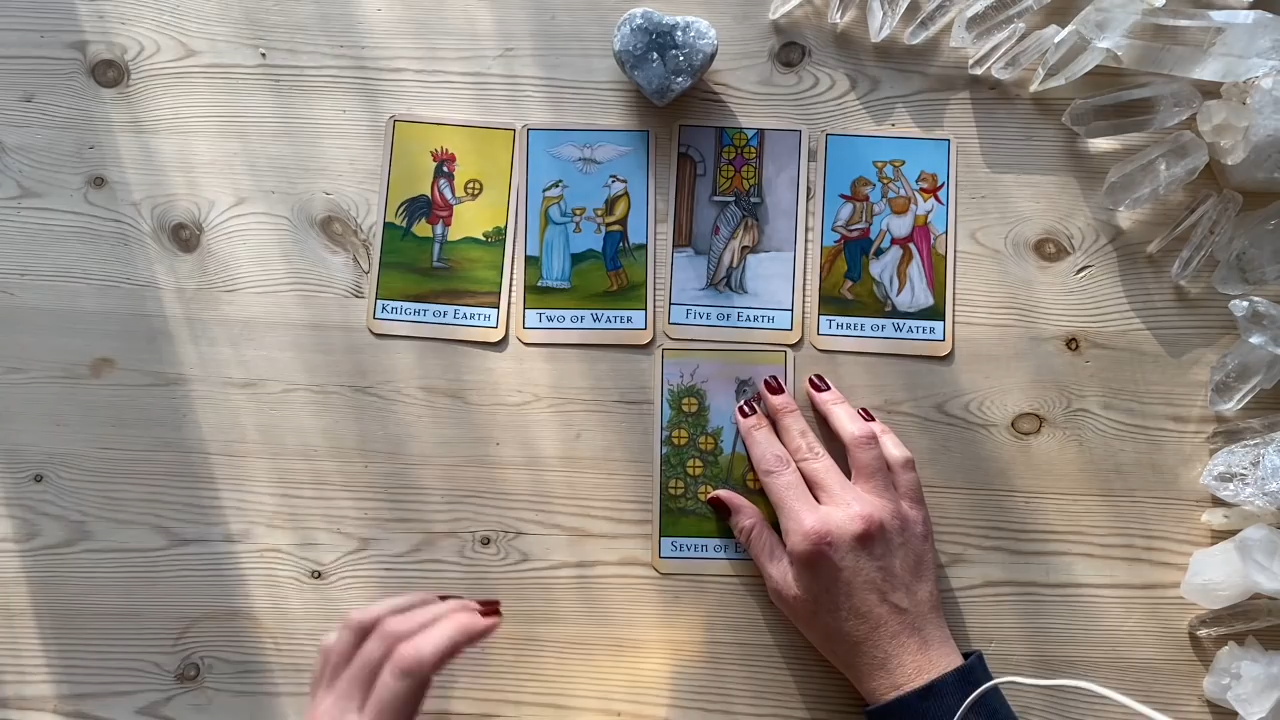 Knight of Earth
Two of Water
Five of Earth
Three of Water
Seven of E